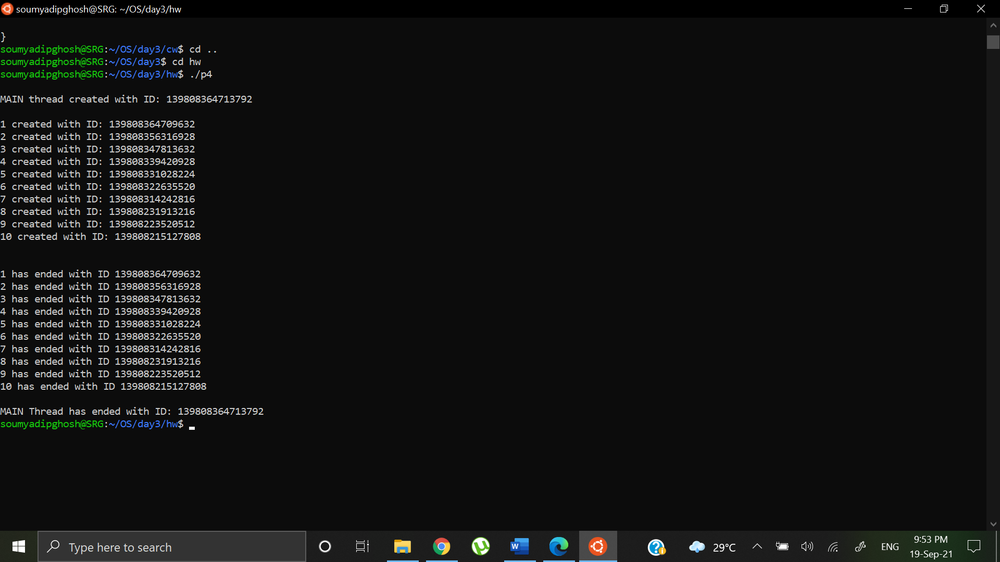 soumyadipghosh@SRG: ~/OS/day3/hw
}
soumyadipghosh@SRG:~/OS/day3/cw$ cd ..
soumyadipghosh@SRG:~/OS/day3$ cd hw
soumyadipghosh@SRG:~/OS/day3/hw$ ./p4
MAIN thread created with ID: 139808364713792
1 created with ID: 139808364709632
2 created with ID: 139808356316928
3 created with ID: 139808347813632
4 created with ID: 139808339420928
5 created with ID: 139808331028224
6 created with ID: 139808322635520
7 created with ID: 139808314242816
8 created with ID: 139808231913216
9 created with ID: 139808223520512
10 created with ID: 139808215127808
1 has ended with ID 139808364709632
2 has ended with ID 139808356316928
3 has ended with ID 139808347813632
4 has ended with ID 139808339420928
5 has ended with ID 139808331028224
6 has ended with ID 139808322635520
7 has ended with ID 139808314242816
8 has ended with ID 139808231913216
9 has ended with ID 139808223520512
10 has ended with ID 139808215127808
MAIN Thread has ended with ID: 139808364713792
soumyadipghosh@SRG:~/OS/day3/hw$
Type here to search
29°C
ENG
9:53 PM
19-Sep-21